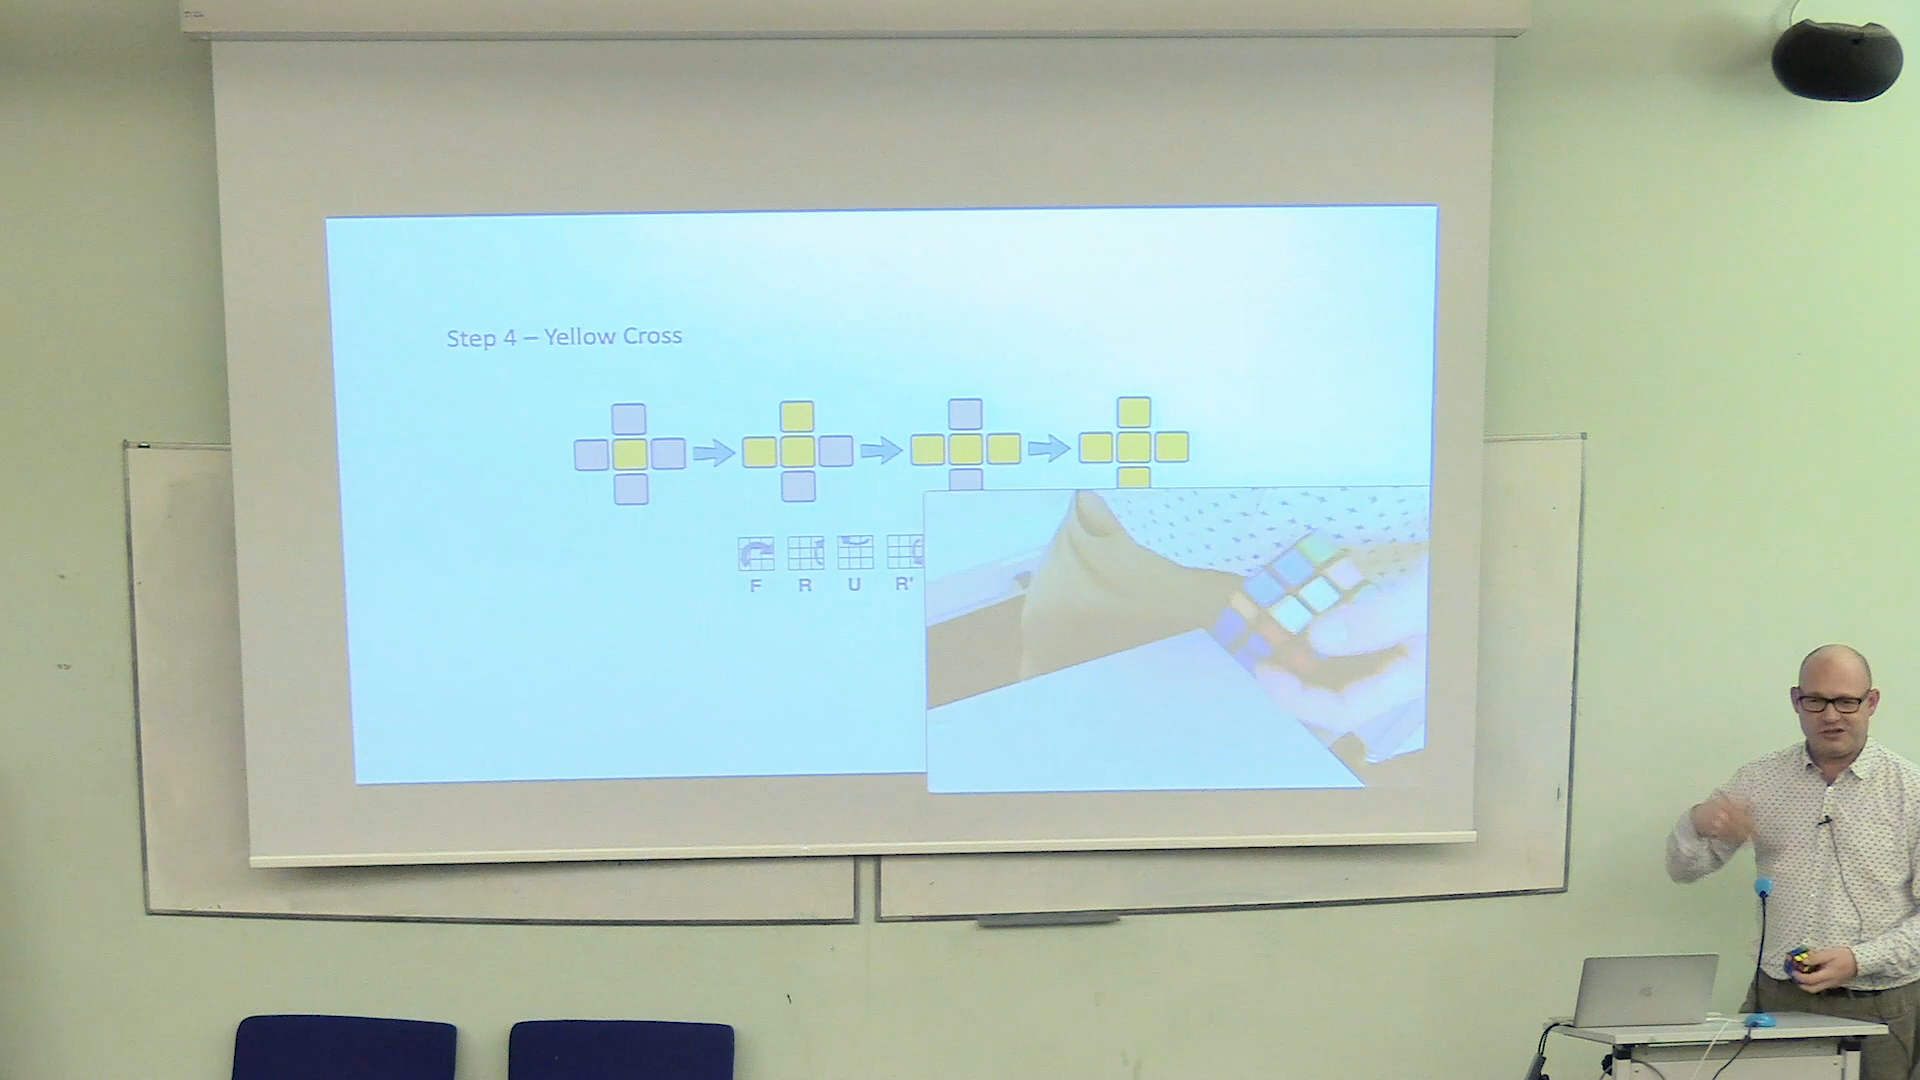 Step 4 – Yellow Cross
F R U R'